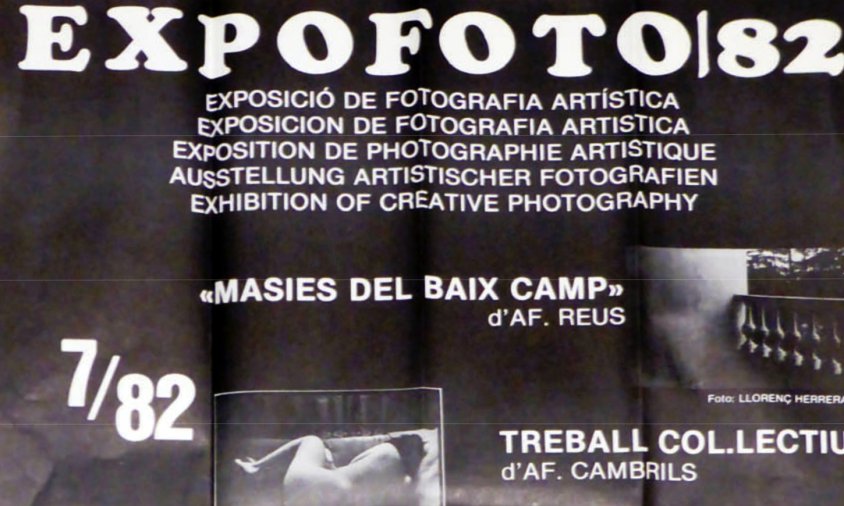 EXPOFOTO/82
EXPOSICIÓ DE FOTOGRAFIA ARTÍSTICA
EXPOSICION DE FOTOGRAFIA ARTISTICA
EXPOSITION DE PHOTOGRAPHIE ARTISTIQUE
AUSSTELLUNG ARTISTISCHER FOTOGRAFIEN
EXHIBITION OF CREATIVE PHOTOGRAPHY
«MASIES DEL BAIX CAMP»
d'AF. REUS
7/82
Foto: LLORENÇ HERRERA
TREBALL COL.LECTIU
d'AF. CAMBRILS